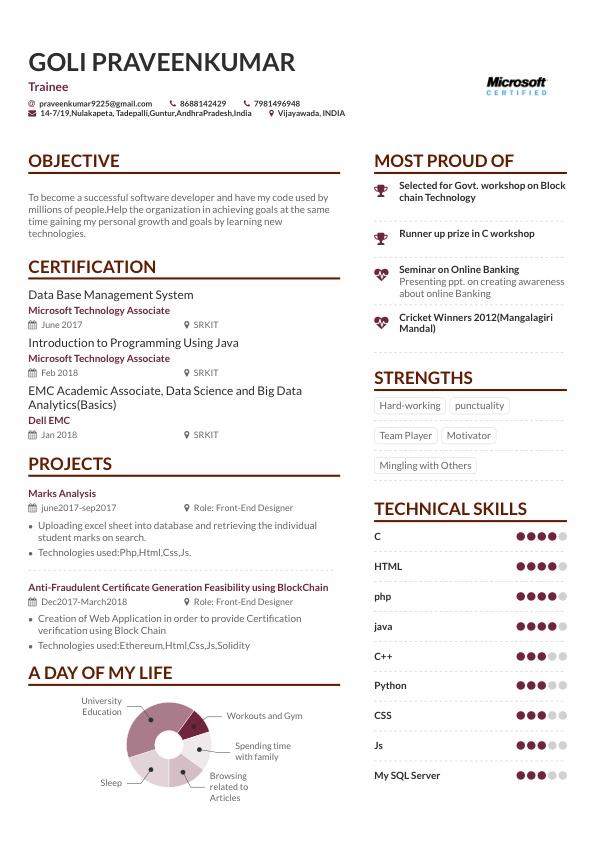 GOLI PRAVEENKUMAR
Trainee
@ praveenkumar9225@gmail.com 8688142429 7981496948
14-7/19,Nulakapeta, Tadepalli,Guntur,AndhraPradesh,India Vijayawada, INDIA
Microsoft
CERTIFIED
OBJECTIVE
To become a successful software developer and have my code used by
millions of people.Help the organization in achieving goals at the same
time gaining my personal growth and goals by learning new
technologies.
CERTIFICATION
Data Base Management System
Microsoft Technology Associate
June 2017 SRKIT
Introduction to Programming Using Java
Microsoft Technology Associate
Feb 2018 SRKIT
EMC Academic Associate, Data Science and Big Data
Analytics(Basics)
Dell EMC
Jan 2018 SRKIT
PROJECTS
Marks Analysis
june2017-sep2017 Role: Front-End Designer
• Uploading excel sheet into database and retrieving the individual
student marks on search.
• Technologies used:Php,Html,Css,Js.
Anti-Fraudulent Certificate Generation Feasibility using BlockChain
Dec2017-March2018 Role: Front-End Designer
• Creation of Web Application in order to provide Certification
verification using Block Chain
• Technologies used:Ethereum,Html,Css,Js,Solidity
A DAY OF MY LIFE
University
Education
Workouts and Gym
Spending time
with family
Sleep
Browsing
related to
Articles
MOST PROUD OF
Selected for Govt. workshop on Block
chain Technology
Runner up prize in C workshop
Seminar on Online Banking
Presenting ppt. on creating awareness
about online Banking
Cricket Winners 2012(Mangalagiri
Mandal)
STRENGTHS
Hard-working punctuality
Team Player Motivator
Mingling with Others
TECHNICAL SKILLS
C
HTML
php
java
C++
Python
CSS
Js
My SQL Server